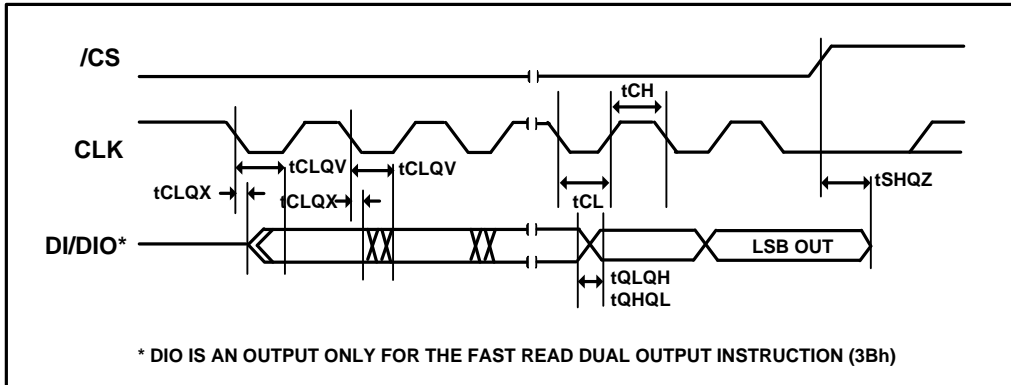 /CS
tCH
CLK
tCLQV
tCLQV
tCLQX
tCLQX
tCL
tSHQZ
DI/DIO*
LSB OUT
tQLQH
tQHQL
* DIO IS AN OUTPUT ONLY FOR THE FAST READ DUAL OUTPUT INSTRUCTION (3Bh)